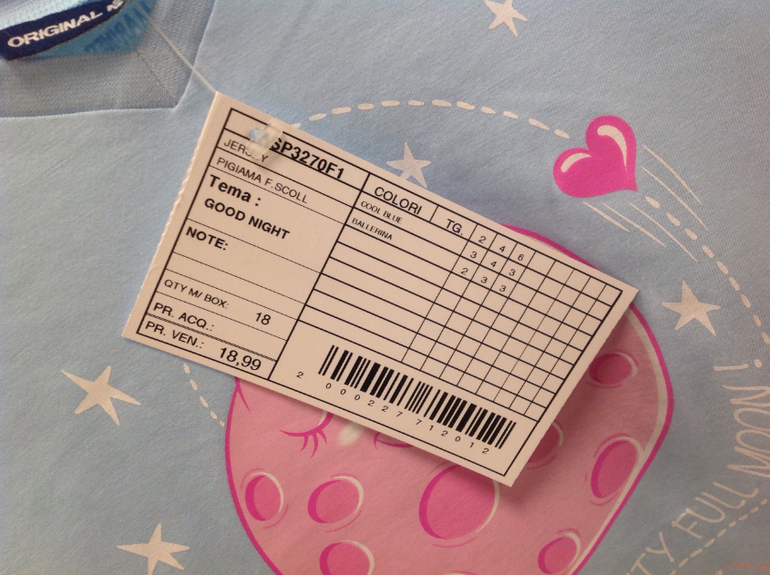 ORIGINAL
SP3270F1
JERSEY
PIGIAMA F.SCOLL
Tema :
GOOD NIGHT
NOTE:
QTY M/ BOX: 18
PR. ACQ.:
PR. VEN.: 18,99
COLORI TG. 2 4 6
COOL BLUE 3 4 3
BALLERINA 2 3 3
2 000227 712012
TY FULL MOON !